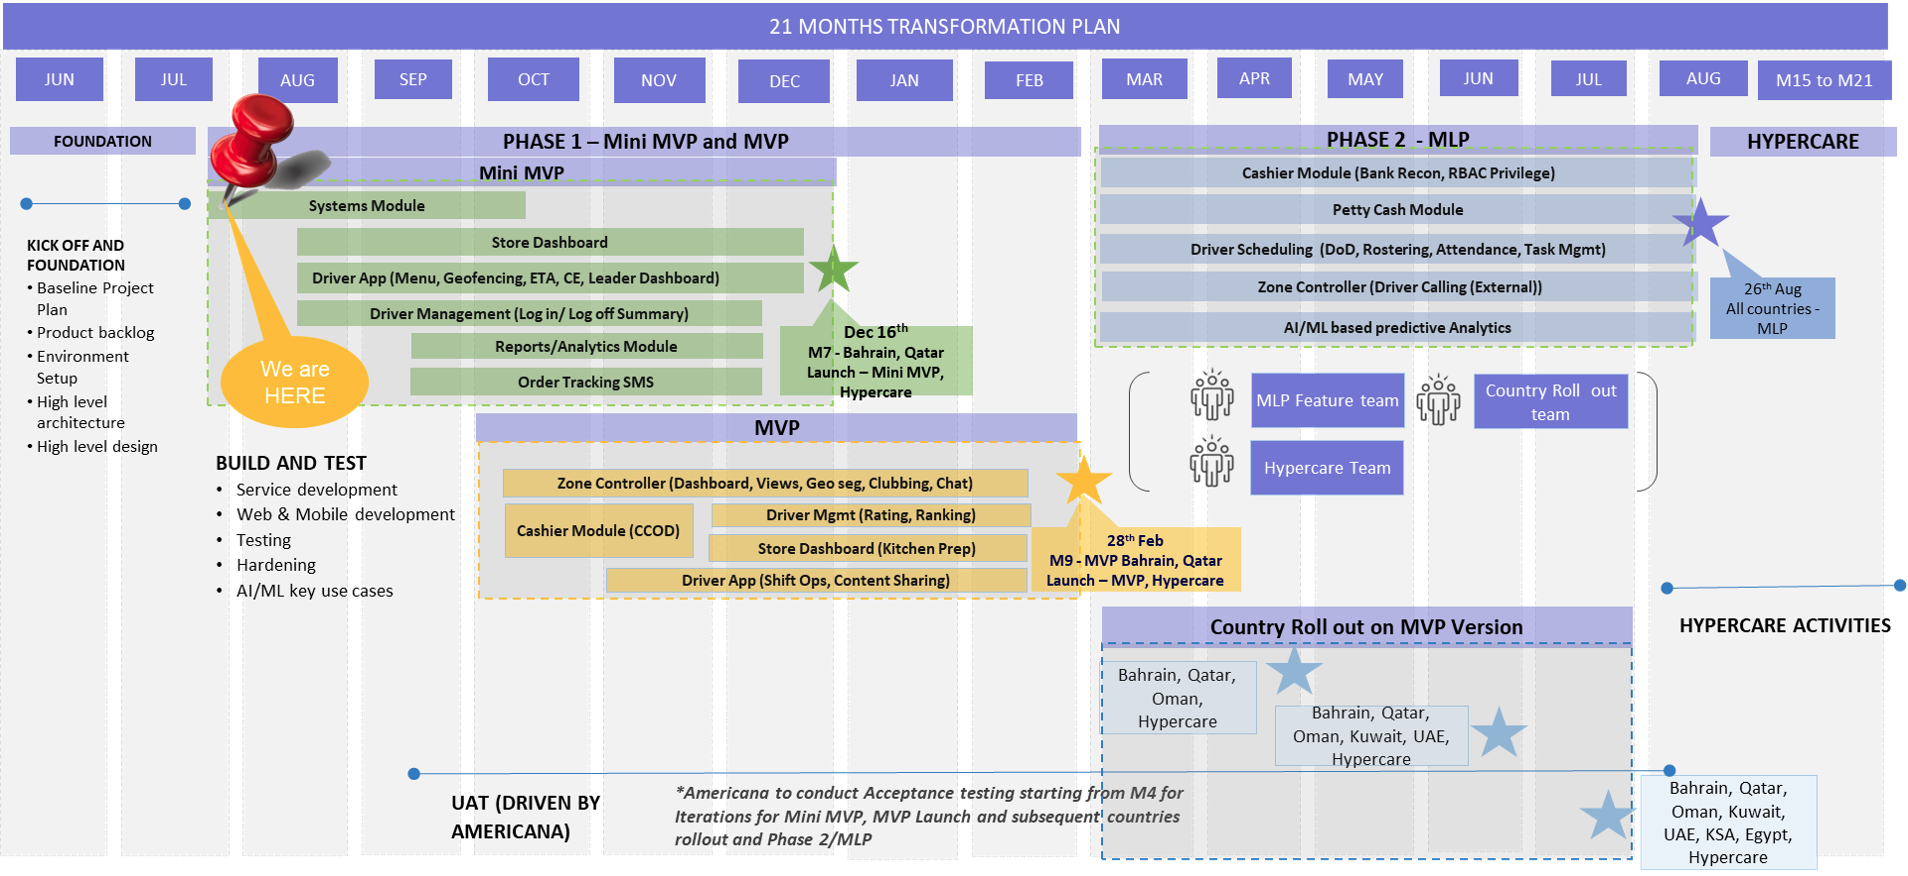 21 MONTHS TRANSFORMATION PLAN
JUN
JUL
AUG
SEP
OCT
NOV
DEC
JAN
FEB
MAR
APR
MAY
JUN
JUL
AUG
M15 to M21
FOUNDATION
KICK OFF AND
FOUNDATION
• Baseline Project
Plan
• Product backlog
• Environment
Setup
• High level
architecture
• High level design
PHASE 1 – Mini MVP and MVP
Mini MVP
Systems Module
Store Dashboard
Driver App (Menu, Geofencing, ETA, CE, Leader Dashboard)
Driver Management (Log in/ Log off Summary)
Reports/Analytics Module
Order Tracking SMS
We are
HERE
Dec 16th
M7 - Bahrain, Qatar
Launch – Mini MVP,
Hypercare
BUILD AND TEST
• Service development
• Web & Mobile development
• Testing
• Hardening
• AI/ML key use cases
MVP
Zone Controller (Dashboard, Views, Geo seg, Clubbing, Chat)
Cashier Module (CCOD)
Driver Mgmt (Rating, Ranking)
Store Dashboard (Kitchen Prep)
Driver App (Shift Ops, Content Sharing)
28th Feb
M9 - MVP Bahrain, Qatar
Launch – MVP, Hypercare
PHASE 2 - MLP
Cashier Module (Bank Recon, RBAC Privilege)
Petty Cash Module
Driver Scheduling (DoD, Rostering, Attendance, Task Mgmt)
Zone Controller (Driver Calling (External))
AI/ML based predictive Analytics
26th Aug
All countries -
MLP
MLP Feature team
Country Roll out
team
Hypercare Team
HYPERCARE
HYPERCARE ACTIVITIES
Country Roll out on MVP Version
Bahrain, Qatar,
Oman,
Hypercare
Bahrain, Qatar,
Oman, Kuwait, UAE,
Hypercare
Bahrain, Qatar,
Oman, Kuwait,
UAE, KSA, Egypt,
Hypercare
UAT (DRIVEN BY
AMERICANA)
*Americana to conduct Acceptance testing starting from M4 for
Iterations for Mini MVP, MVP Launch and subsequent countries
rollout and Phase 2/MLP